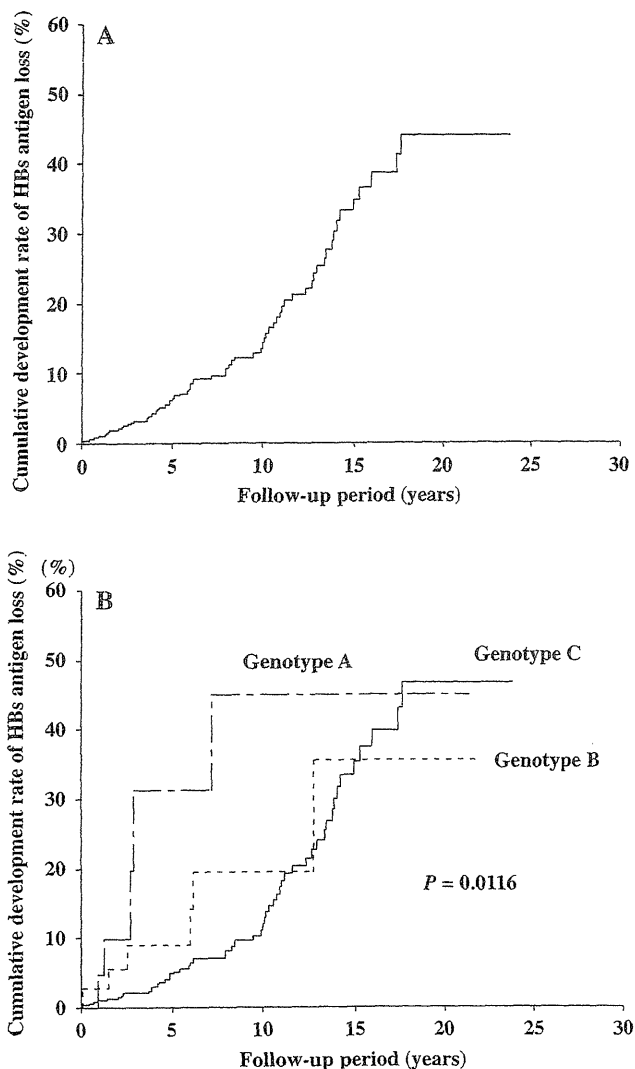 Cumulative development rate of HBs antigen loss (%)
A
60
50
40
30
20
10
0
0 5 10 15 20 25 30
Follow-up period (years)
Cumulative development rate of HBs antigen loss (%)
(%)
B
60
50
40
30
20
10
0
Genotype A
Genotype C
Genotype B
P = 0.0116
0 5 10 15 20 25 30
Follow-up period (years)